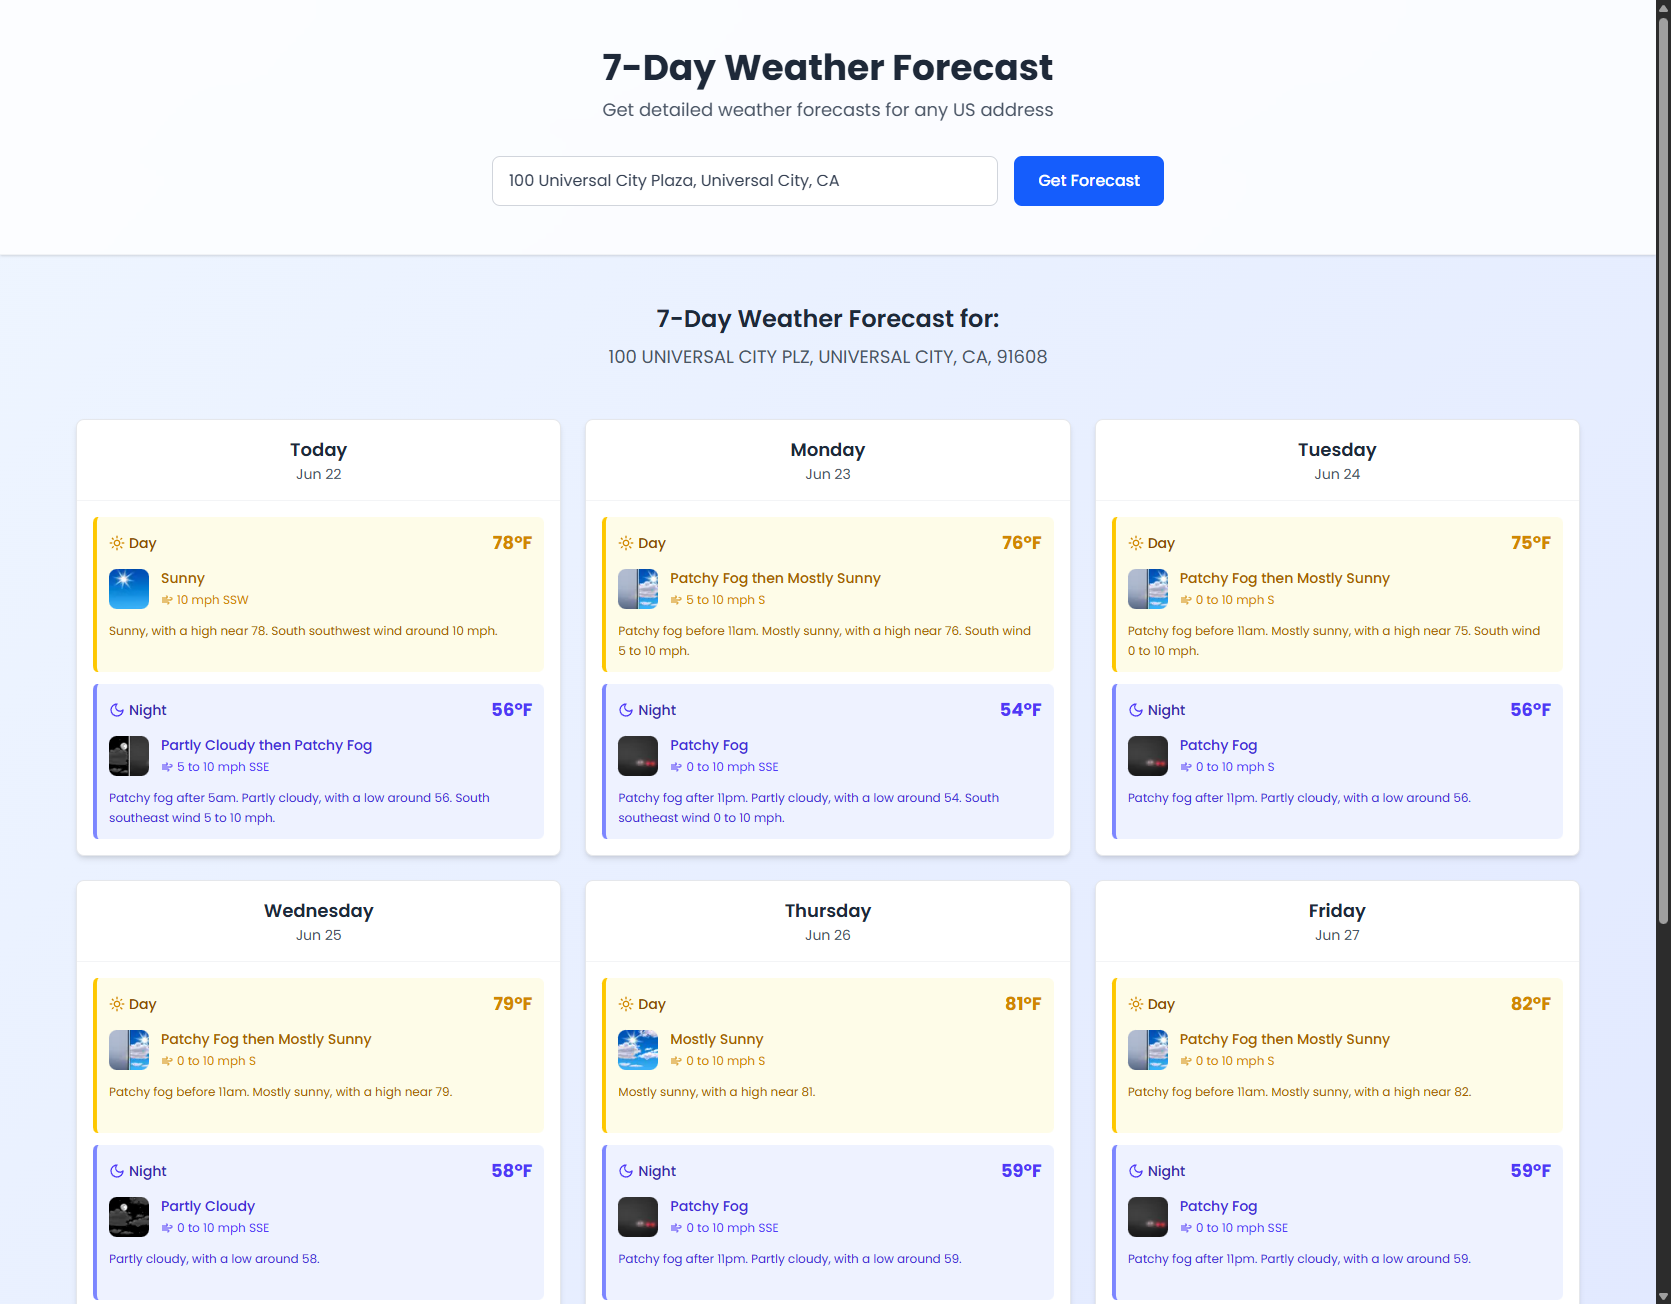 7-Day Weather Forecast
Get detailed weather forecasts for any US address
100 Universal City Plaza, Universal City, CA
Get Forecast
7-Day Weather Forecast for:
100 UNIVERSAL CITY PLZ, UNIVERSAL CITY, CA, 91608
Today
Jun 22
Day
78°F
Sunny
10 mph SSW
Sunny, with a high near 78. South southwest wind around 10 mph.
Night
56°F
Partly Cloudy then Patchy Fog
5 to 10 mph SSE
Patchy fog after 5am. Partly cloudy, with a low around 56. South
southeast wind 5 to 10 mph.
Monday
Jun 23
Day
76°F
Patchy Fog then Mostly Sunny
5 to 10 mph S
Patchy fog before 11am. Mostly sunny, with a high near 76. South wind
5 to 10 mph.
Night
54°F
Patchy Fog
0 to 10 mph SSE
Patchy fog after 11pm. Partly cloudy, with a low around 54. South
southeast wind 0 to 10 mph.
Tuesday
Jun 24
Day
75°F
Patchy Fog then Mostly Sunny
0 to 10 mph S
Patchy fog before 11am. Mostly sunny, with a high near 75. South wind
0 to 10 mph.
Night
56°F
Patchy Fog
0 to 10 mph S
Patchy fog after 11pm. Partly cloudy, with a low around 56.
Wednesday
Jun 25
Day
79°F
Patchy Fog then Mostly Sunny
0 to 10 mph S
Patchy fog before 11am. Mostly sunny, with a high near 79.
Night
58°F
Partly Cloudy
0 to 10 mph SSE
Partly cloudy, with a low around 58.
Thursday
Jun 26
Day
81°F
Mostly Sunny
0 to 10 mph S
Mostly sunny, with a high near 81.
Night
59°F
Patchy Fog
0 to 10 mph SSE
Patchy fog after 11pm. Partly cloudy, with a low around 59.
Friday
Jun 27
Day
82°F
Patchy Fog then Mostly Sunny
0 to 10 mph S
Patchy fog before 11am. Mostly sunny, with a high near 82.
Night
59°F
Patchy Fog
0 to 10 mph SSE
Patchy fog after 11pm. Partly cloudy, with a low around 59.